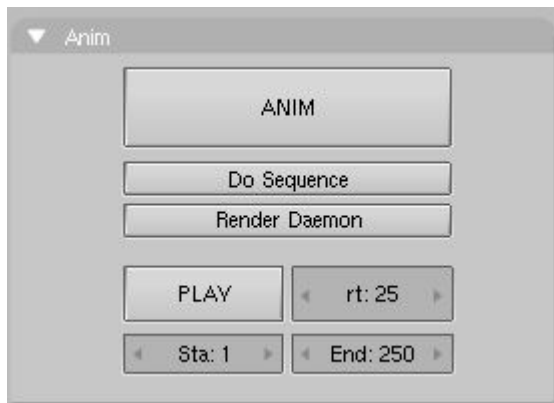 Anim
ANIM
Do Sequence
Render Daemon
PLAY rt: 25
Sta: 1 End: 250